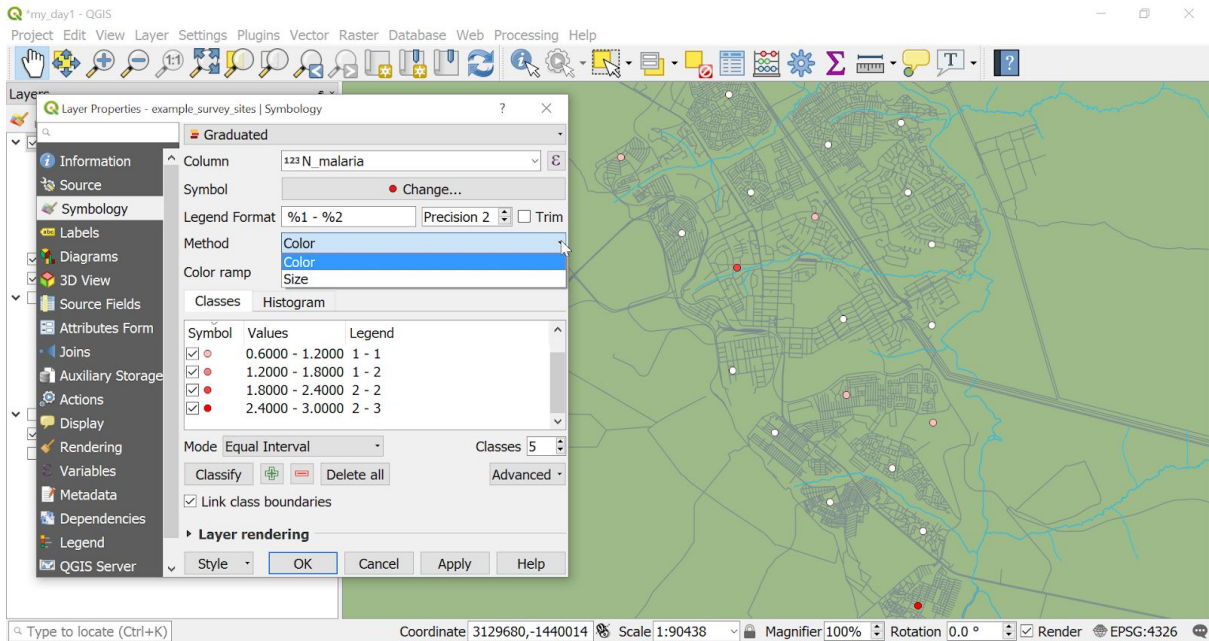 *my_day1 - QGIS
Project Edit View Layer Settings Plugins Vector Raster Database Web Processing Help
Layers
Layer Properties - example_survey_sites | Symbology
Information
Source
Symbology
Labels
Diagrams
3D View
Source Fields
Attributes Form
Joins
Auxiliary Storage
Actions
Display
Rendering
Variables
Metadata
Dependencies
Legend
QGIS Server
Graduated
Column 123 N_malaria ε
Symbol Change...
Legend Format %1 - %2 Precision 2 Trim
Method Color
Color
Size
Color ramp
Classes Histogram
Symbol Values Legend
0.6000 - 1.2000 1 - 1
1.2000 - 1.8000 1 - 2
1.8000 - 2.4000 2 - 2
2.4000 - 3.0000 2 - 3
Mode Equal Interval Classes 5
Classify Delete all Advanced
Link class boundaries
Layer rendering
Style OK Cancel Apply Help
Type to locate (Ctrl+K) Coordinate 3129680,-1440014 Scale 1:90438 Magnifier 100% Rotation 0.0 ° Render EPSG:4326